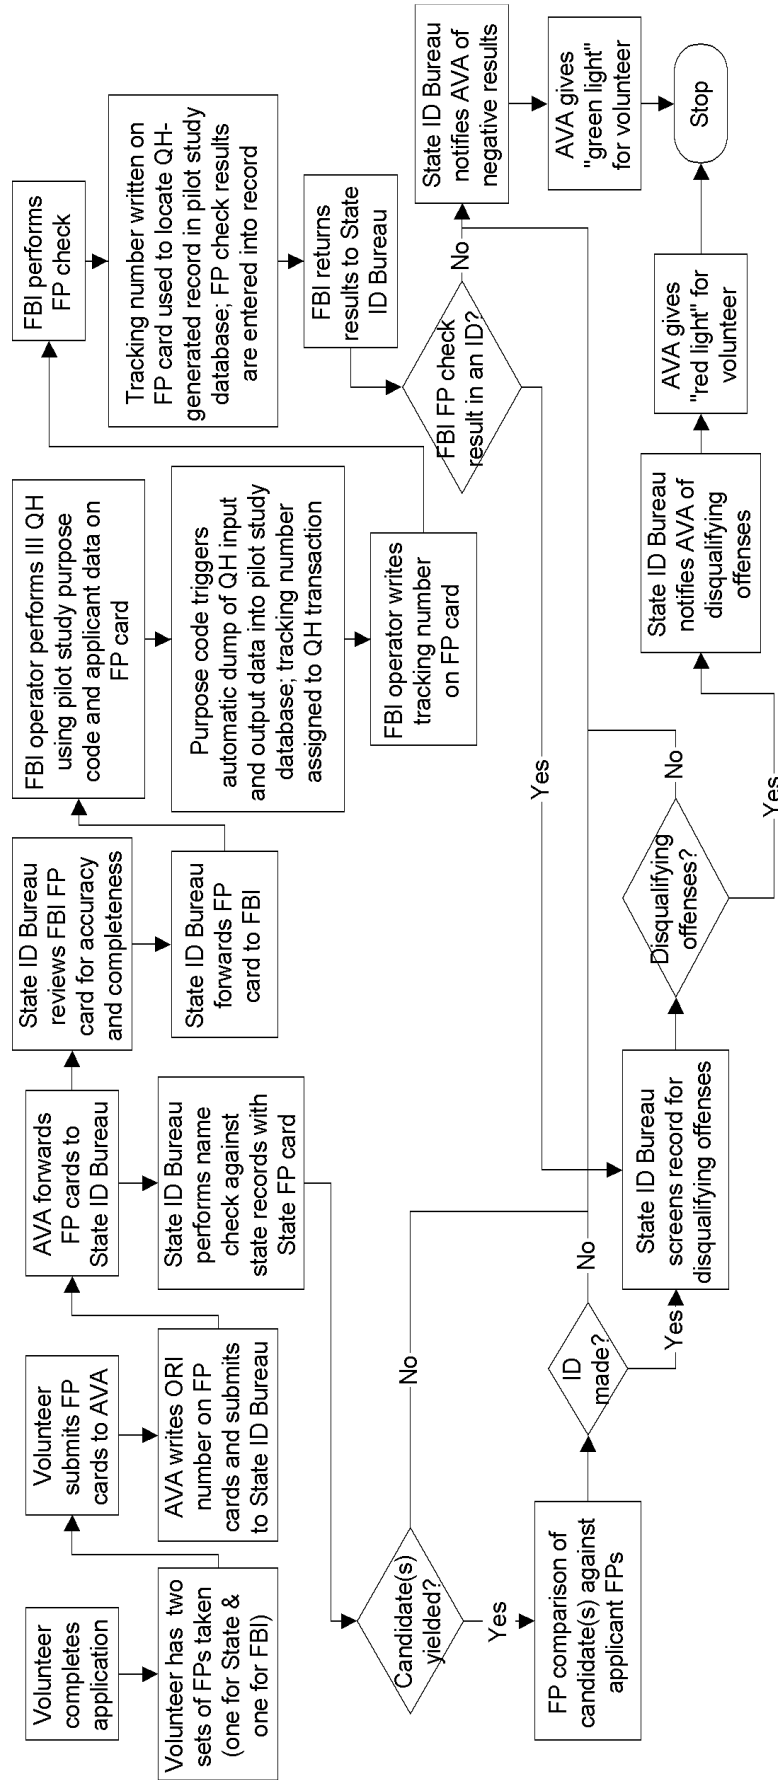 Volunteer
completes
application
Volunteer has two
sets of FPs taken
(one for State &
one for FBI)
Volunteer
submits FP
cards to AVA
AVA writes ORI
number on FP
cards and submits
to State ID Bureau
AVA forwards
FP cards to
State ID Bureau
State ID Bureau
performs name
check against
state records with
State FP card
State ID Bureau
reviews FBI FP
card for accuracy
and completeness
State ID Bureau
forwards FP
card to FBI
FBI operator performs III QH
using pilot study purpose
code and applicant data on
FP card
Purpose code triggers
automatic dump of QH input
and output data into pilot study
database; tracking number
assigned to QH transaction
FBI operator writes
tracking number
on FP card
FBI performs
FP check
Tracking number written on
FP card used to locate QH-
generated record in pilot study
database; FP check results
are entered into record
FBI returns
results to State
ID Bureau
FBI FP check
result in an ID?
No
Yes
Candidate(s)
yielded?
No
Yes
FP comparison of
candidate(s) against
applicant FPs
ID
made?
No
Yes
State ID Bureau
screens record for
disqualifying offenses
Disqualifying
offenses?
No
Yes
State ID Bureau
notifies AVA of
disqualifying
offenses
AVA gives
"red light" for
volunteer
State ID Bureau
notifies AVA of
negative results
AVA gives
"green light"
for volunteer
Stop